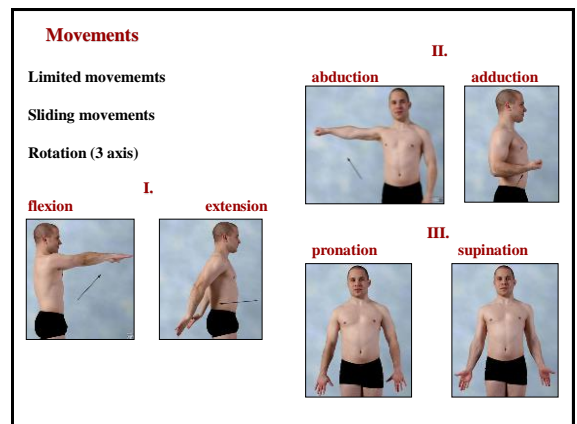 Movements
Limited movememts
Sliding movements
Rotation (3 axis)
I.
flexion extension
II.
abduction adduction
III.
pronation supination